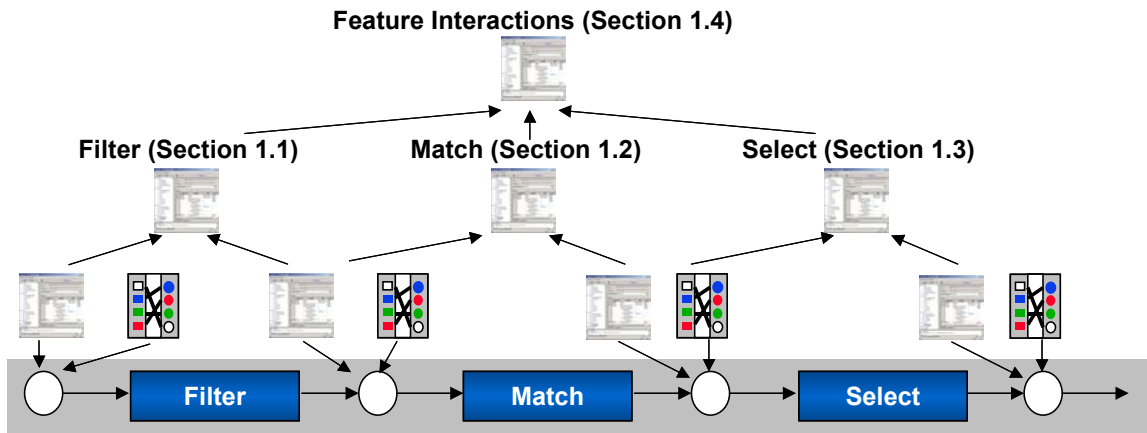 Feature Interactions (Section 1.4)
Filter (Section 1.1)
Match (Section 1.2)
Select (Section 1.3)
Filter
Match
Select